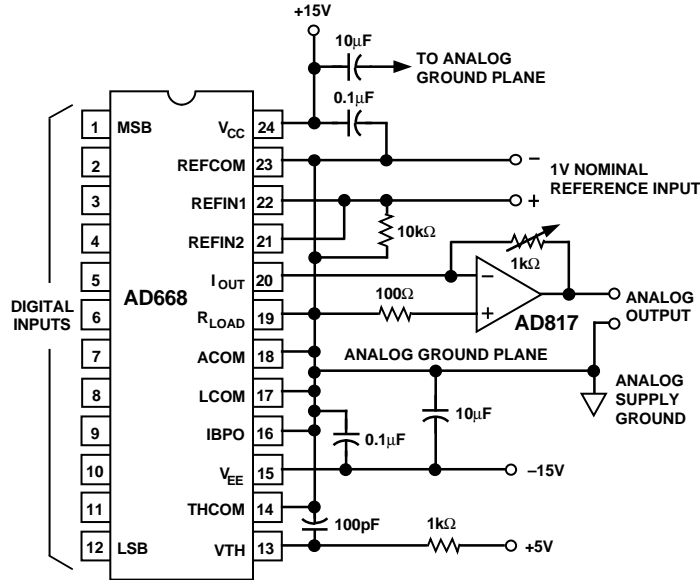 +15V
10μF
TO ANALOG
GROUND PLANE
0.1μF
1 MSB
VCC 24
2
REFCOM 23
–
1V NOMINAL
REFERENCE INPUT
3
REFIN1 22
+
10kΩ
4
REFIN2 21
1kΩ
5
IOUT 20
–
DIGITAL
INPUTS
AD668
6
RLOAD 19
100Ω
+
AD817
ANALOG
OUTPUT
7
ACOM 18
ANALOG GROUND PLANE
8
LCOM 17
10μF
ANALOG
SUPPLY
GROUND
9
IBPO 16
0.1μF
10
VEE 15
–15V
11
THCOM 14
100pF
1kΩ
12 LSB
VTH 13
+5V